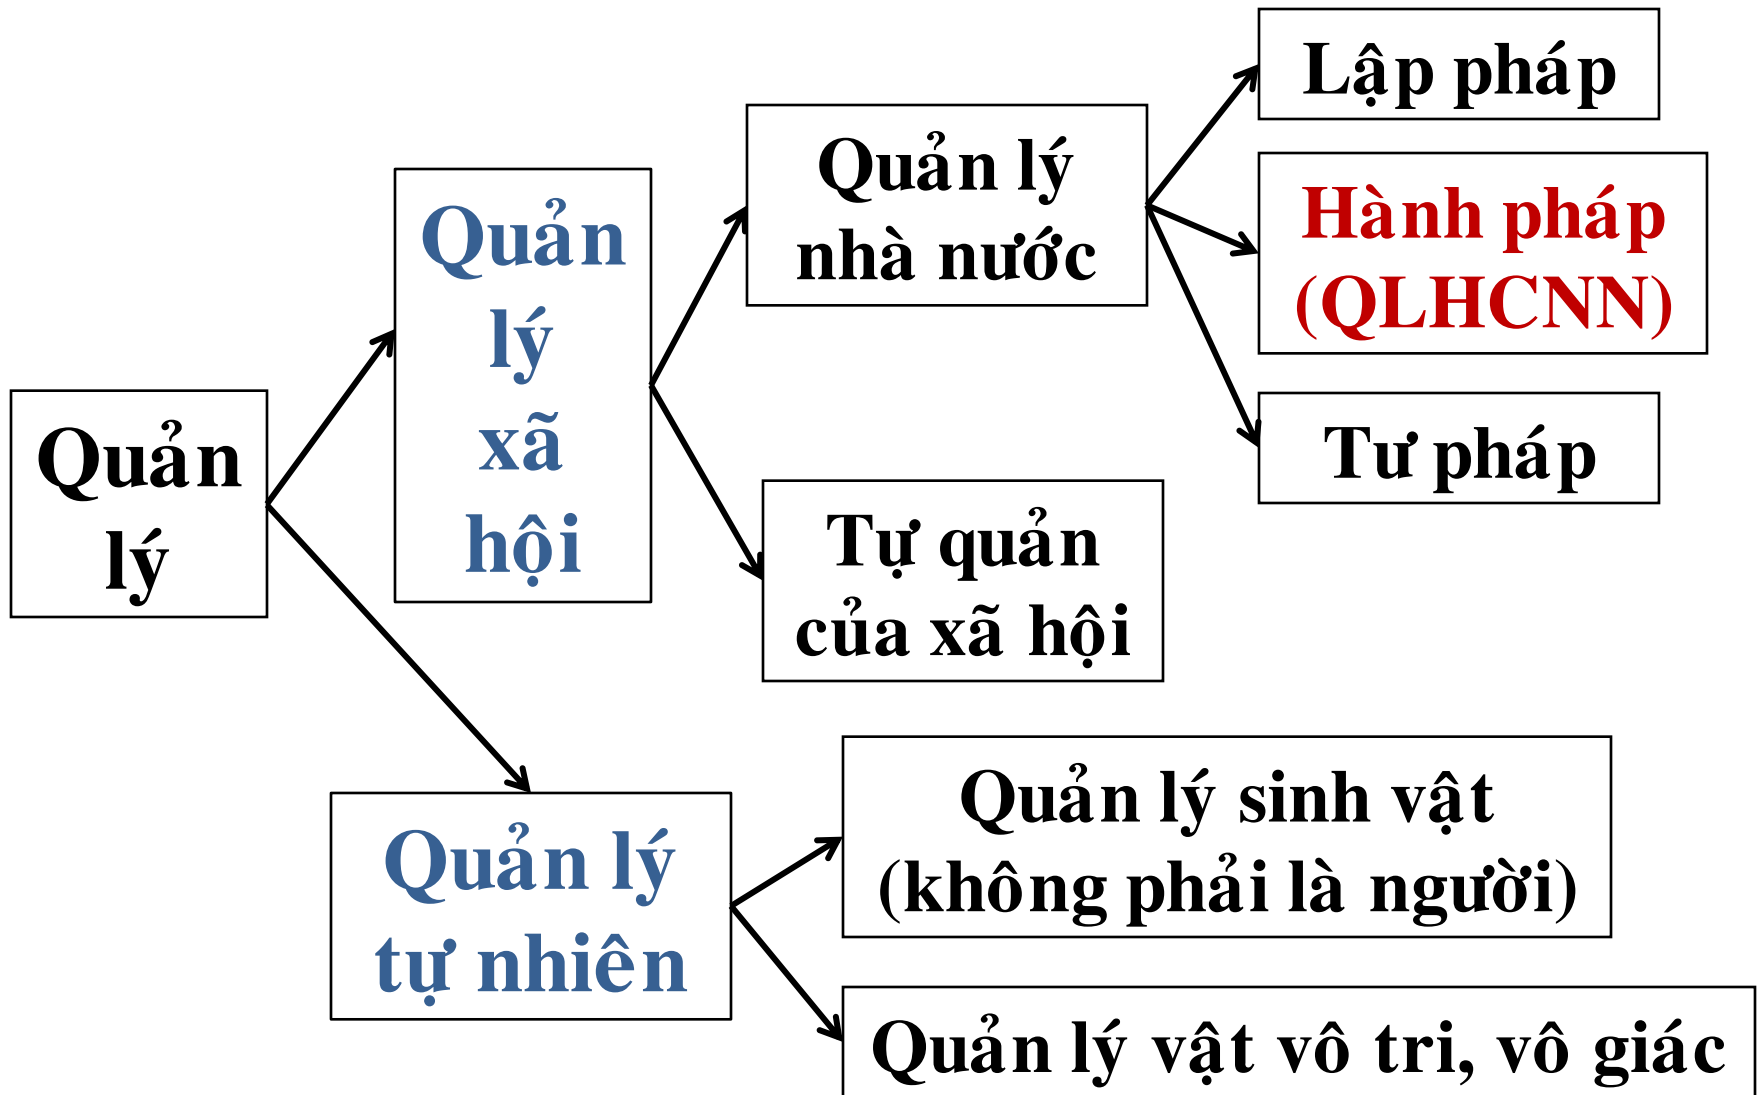 Quản
lý
Quản
lý
xã
hội
Quản lý
nhà nước
Lập pháp
Hành pháp
(QLHCNN)
Tư pháp
Tự quản
của xã hội
Quản lý
tự nhiên
Quản lý sinh vật
(không phải là người)
Quản lý vật vô tri, vô giác